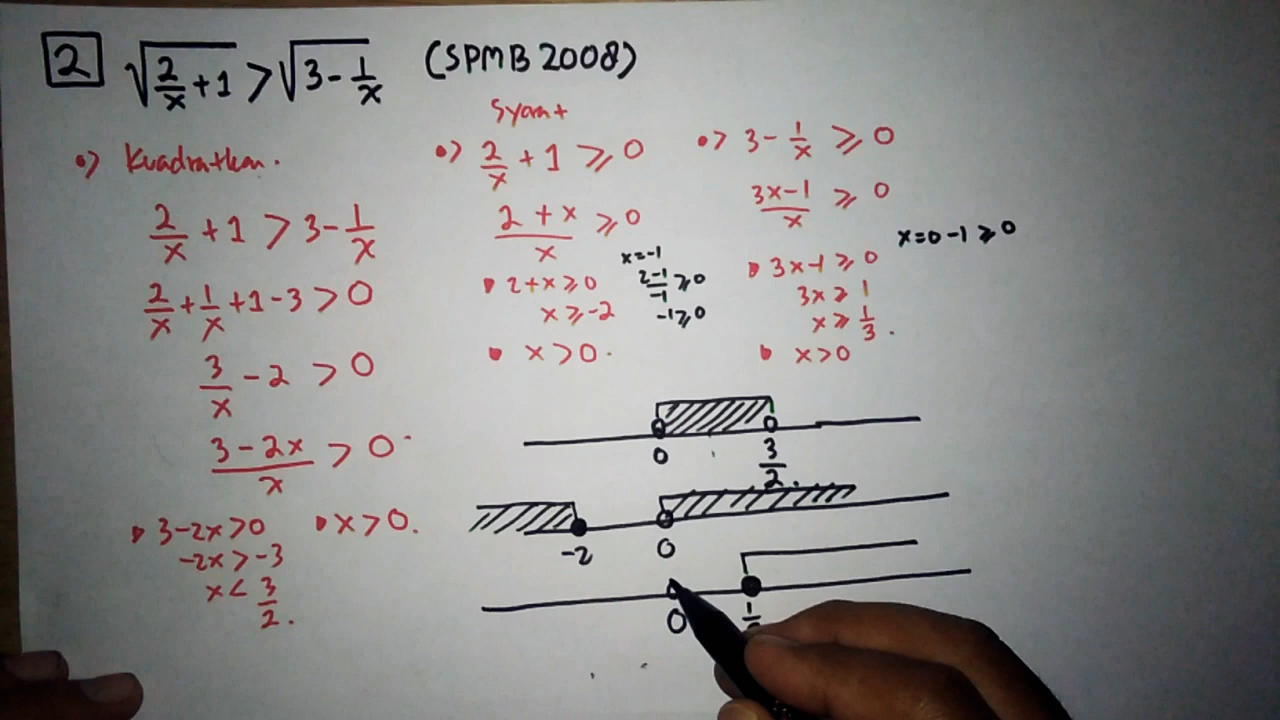 2 √(2/x + 1) > √(3 - 1/x) (SPMB 2008)
•) Kuadratkan.
2/x + 1 > 3 - 1/x
2/x + 1/x + 1 - 3 > 0
3/x - 2 > 0
(3 - 2x)/x > 0
3 - 2x > 0
-2x > -3
x < 3/2.
x > 0.
Syarat
•) 2/x + 1 ≥ 0
(2 + x)/x ≥ 0
2 + x ≥ 0
x ≥ -2
x > 0.
x = -1
(2 - 1)/-1 ≥ 0
-1 ≥ 0
•) 3 - 1/x ≥ 0
(3x - 1)/x ≥ 0
3x - 1 ≥ 0
3x ≥ 1
x ≥ 1/3.
x > 0
x = 0 - 1 ≥ 0
0 3/2.
-2 0
0